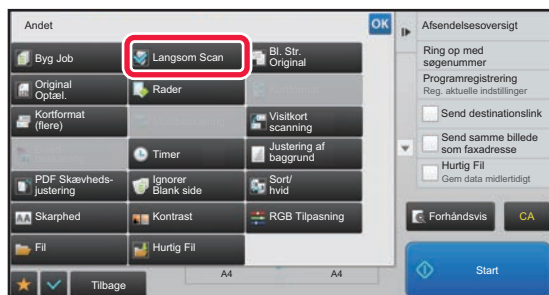 Andet
OK
Byg Job
Langsom Scan
Bl. Str.
Original
Original
Optæl.
Rader
Kortformat
(flere)
Visitkort
scanning
Timer
Justering af
baggrund
PDF Skævheds-
justering
Ignorer
Blank side
Sort/
hvid
Skarphed
Kontrast
RGB Tilpasning
Fil
Hurtig Fil
Tilbage
A4
A4
Afsendelsesoversigt
Ring op med
søgenummer
Programregistrering
Reg. aktuelle indstillinger
Send destinationslink
Send samme billede
som faxadresse
Hurtig Fil
Gem data midlertidigt
Forhåndsvis
CA
Start